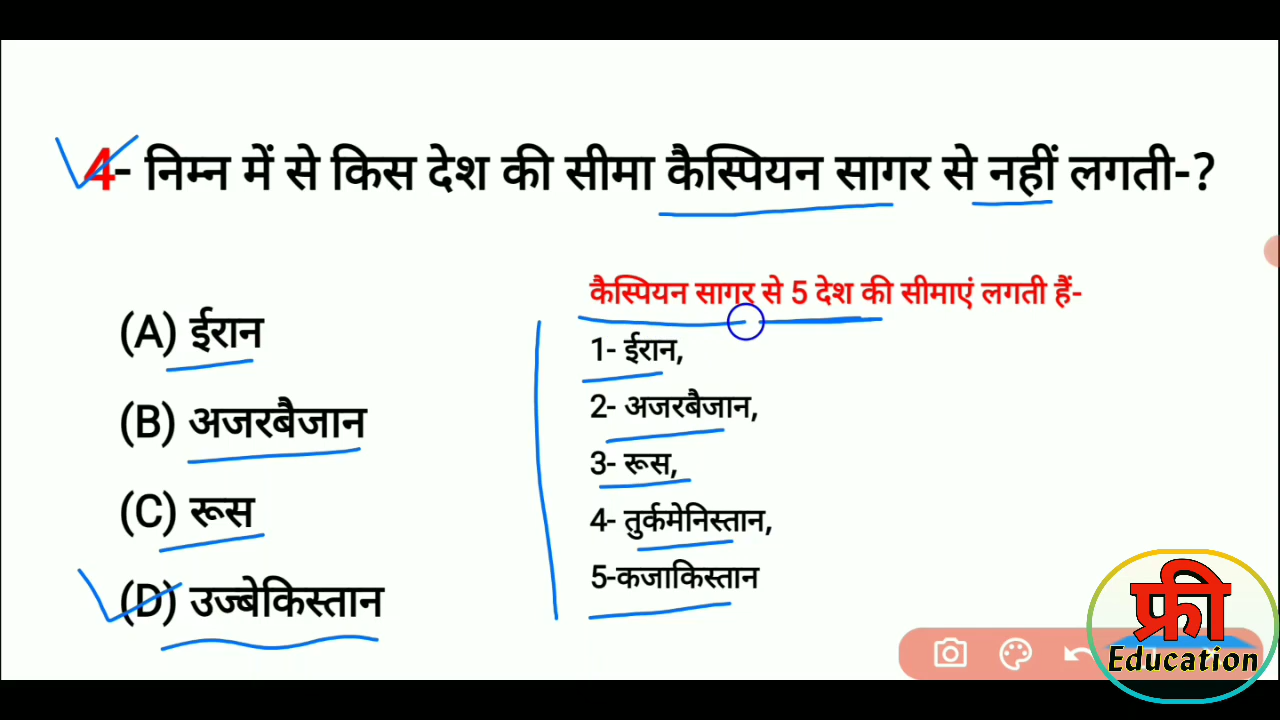 4- निम्न में से किस देश की सीमा कैस्पियन सागर से नहीं लगती-?
(A) ईरान
(B) अजरबैजान
(C) रूस
(D) उज्बेकिस्तान
कैस्पियन सागर से 5 देश की सीमाएं लगती हैं-
1- ईरान,
2- अजरबैजान,
3- रूस,
4- तुर्कमेनिस्तान,
5-कजाकिस्तान
फ्री
Education